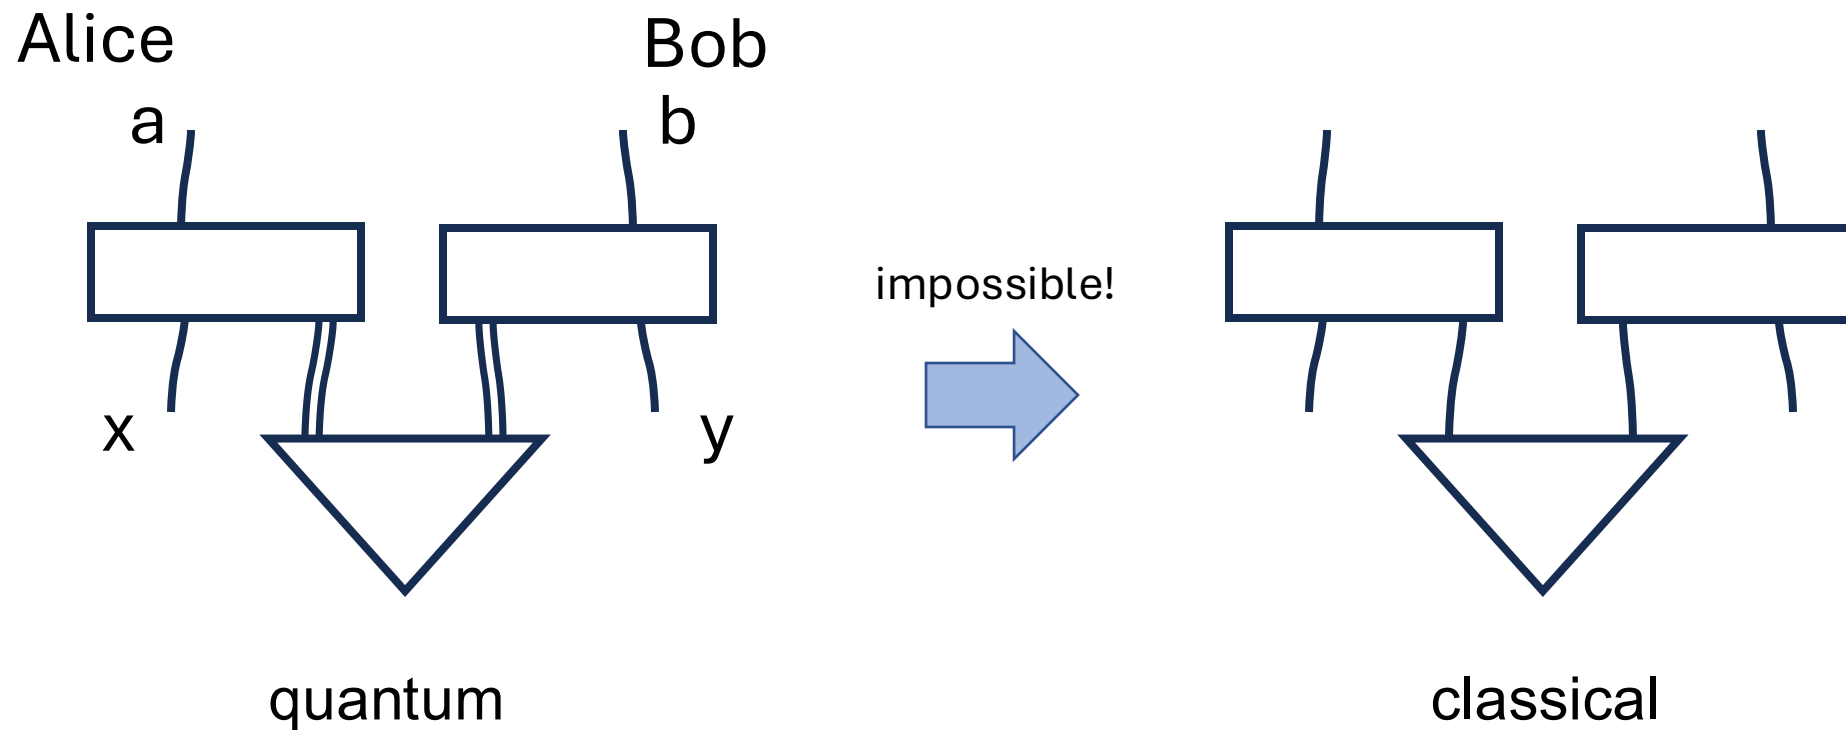 Alice
Bob
a
b
impossible!
x
y
quantum
classical